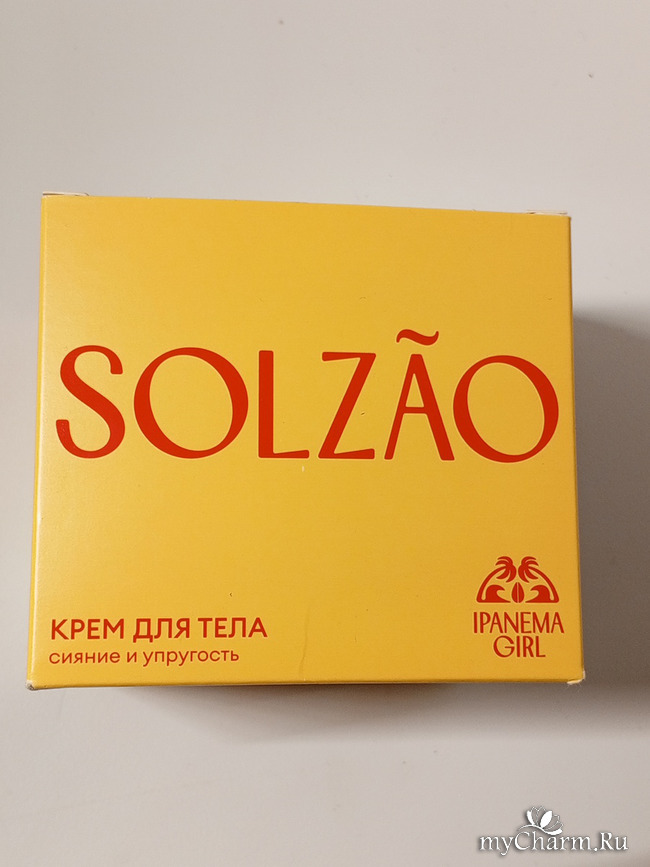 SOLZÃO
КРЕМ ДЛЯ ТЕЛА
сияние и упругость
IPANEMA
GIRL
myCharm.Ru